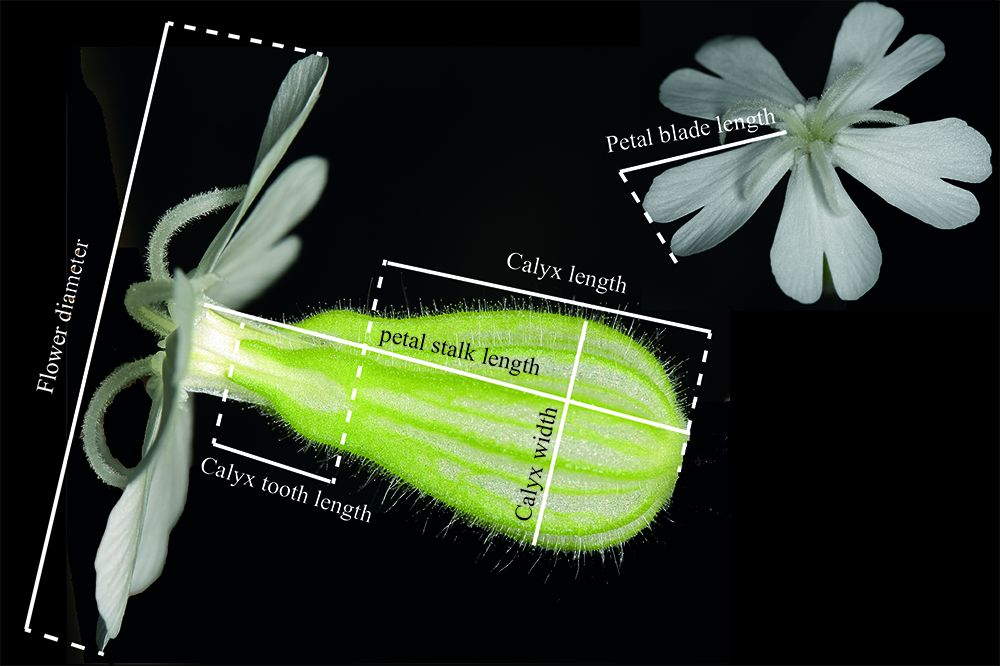 Flower diameter
Petal blade length
Calyx length
petal stalk length
Calyx width
Calyx tooth length